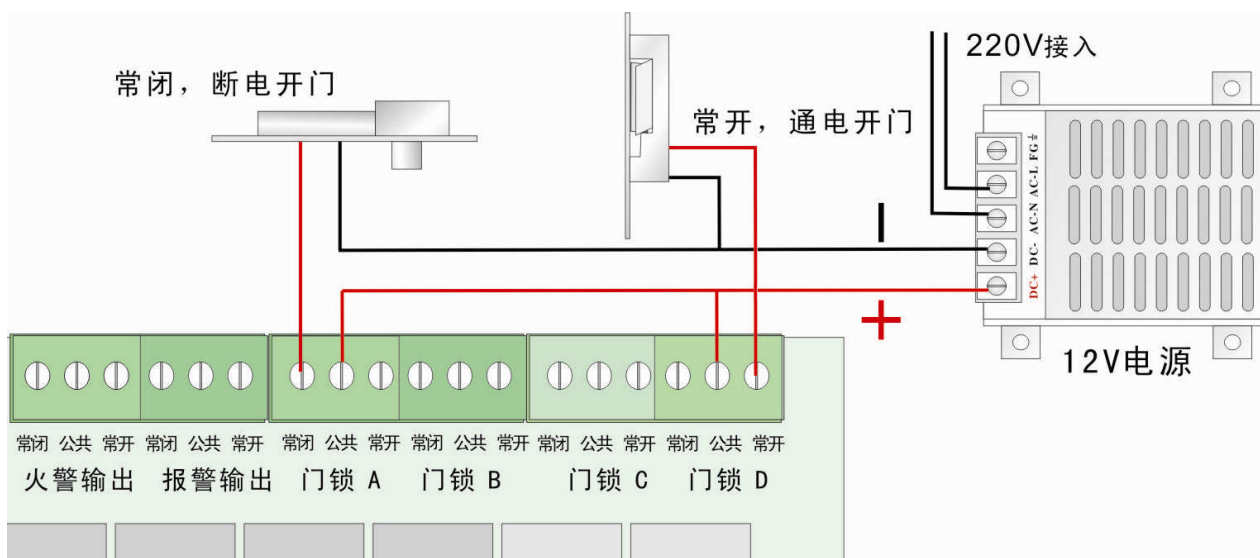 220V接入
常闭，断电开门
常开，通电开门
FG
AC-L
AC-N
DC-
DC+
-
+
12V电源
常闭 公共 常开 常闭 公共 常开 常闭 公共 常开 常闭 公共 常开 常闭 公共 常开 常闭 公共 常开
火警输出 报警输出 门锁 A 门锁 B 门锁 C 门锁 D